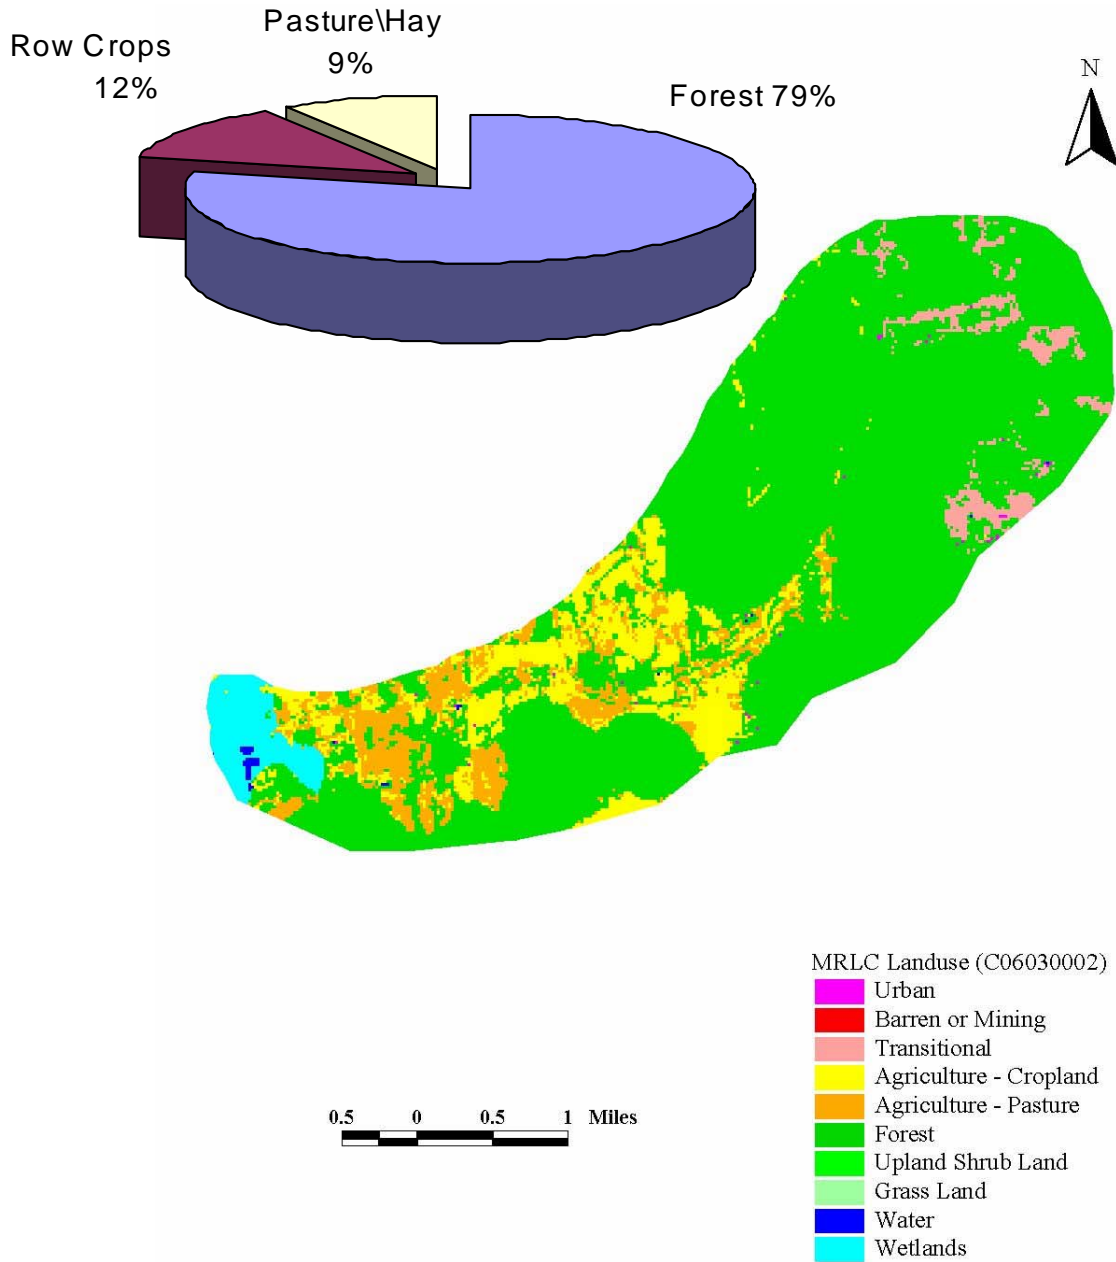 Pasture\Hay
9%
Row Crops
12%
Forest 79%
N
MRLC Landuse (C06030002)
Urban
Barren or Mining
Transitional
Agriculture - Cropland
Agriculture - Pasture
Forest
Upland Shrub Land
Grass Land
Water
Wetlands
0.5 0 0.5 1 Miles